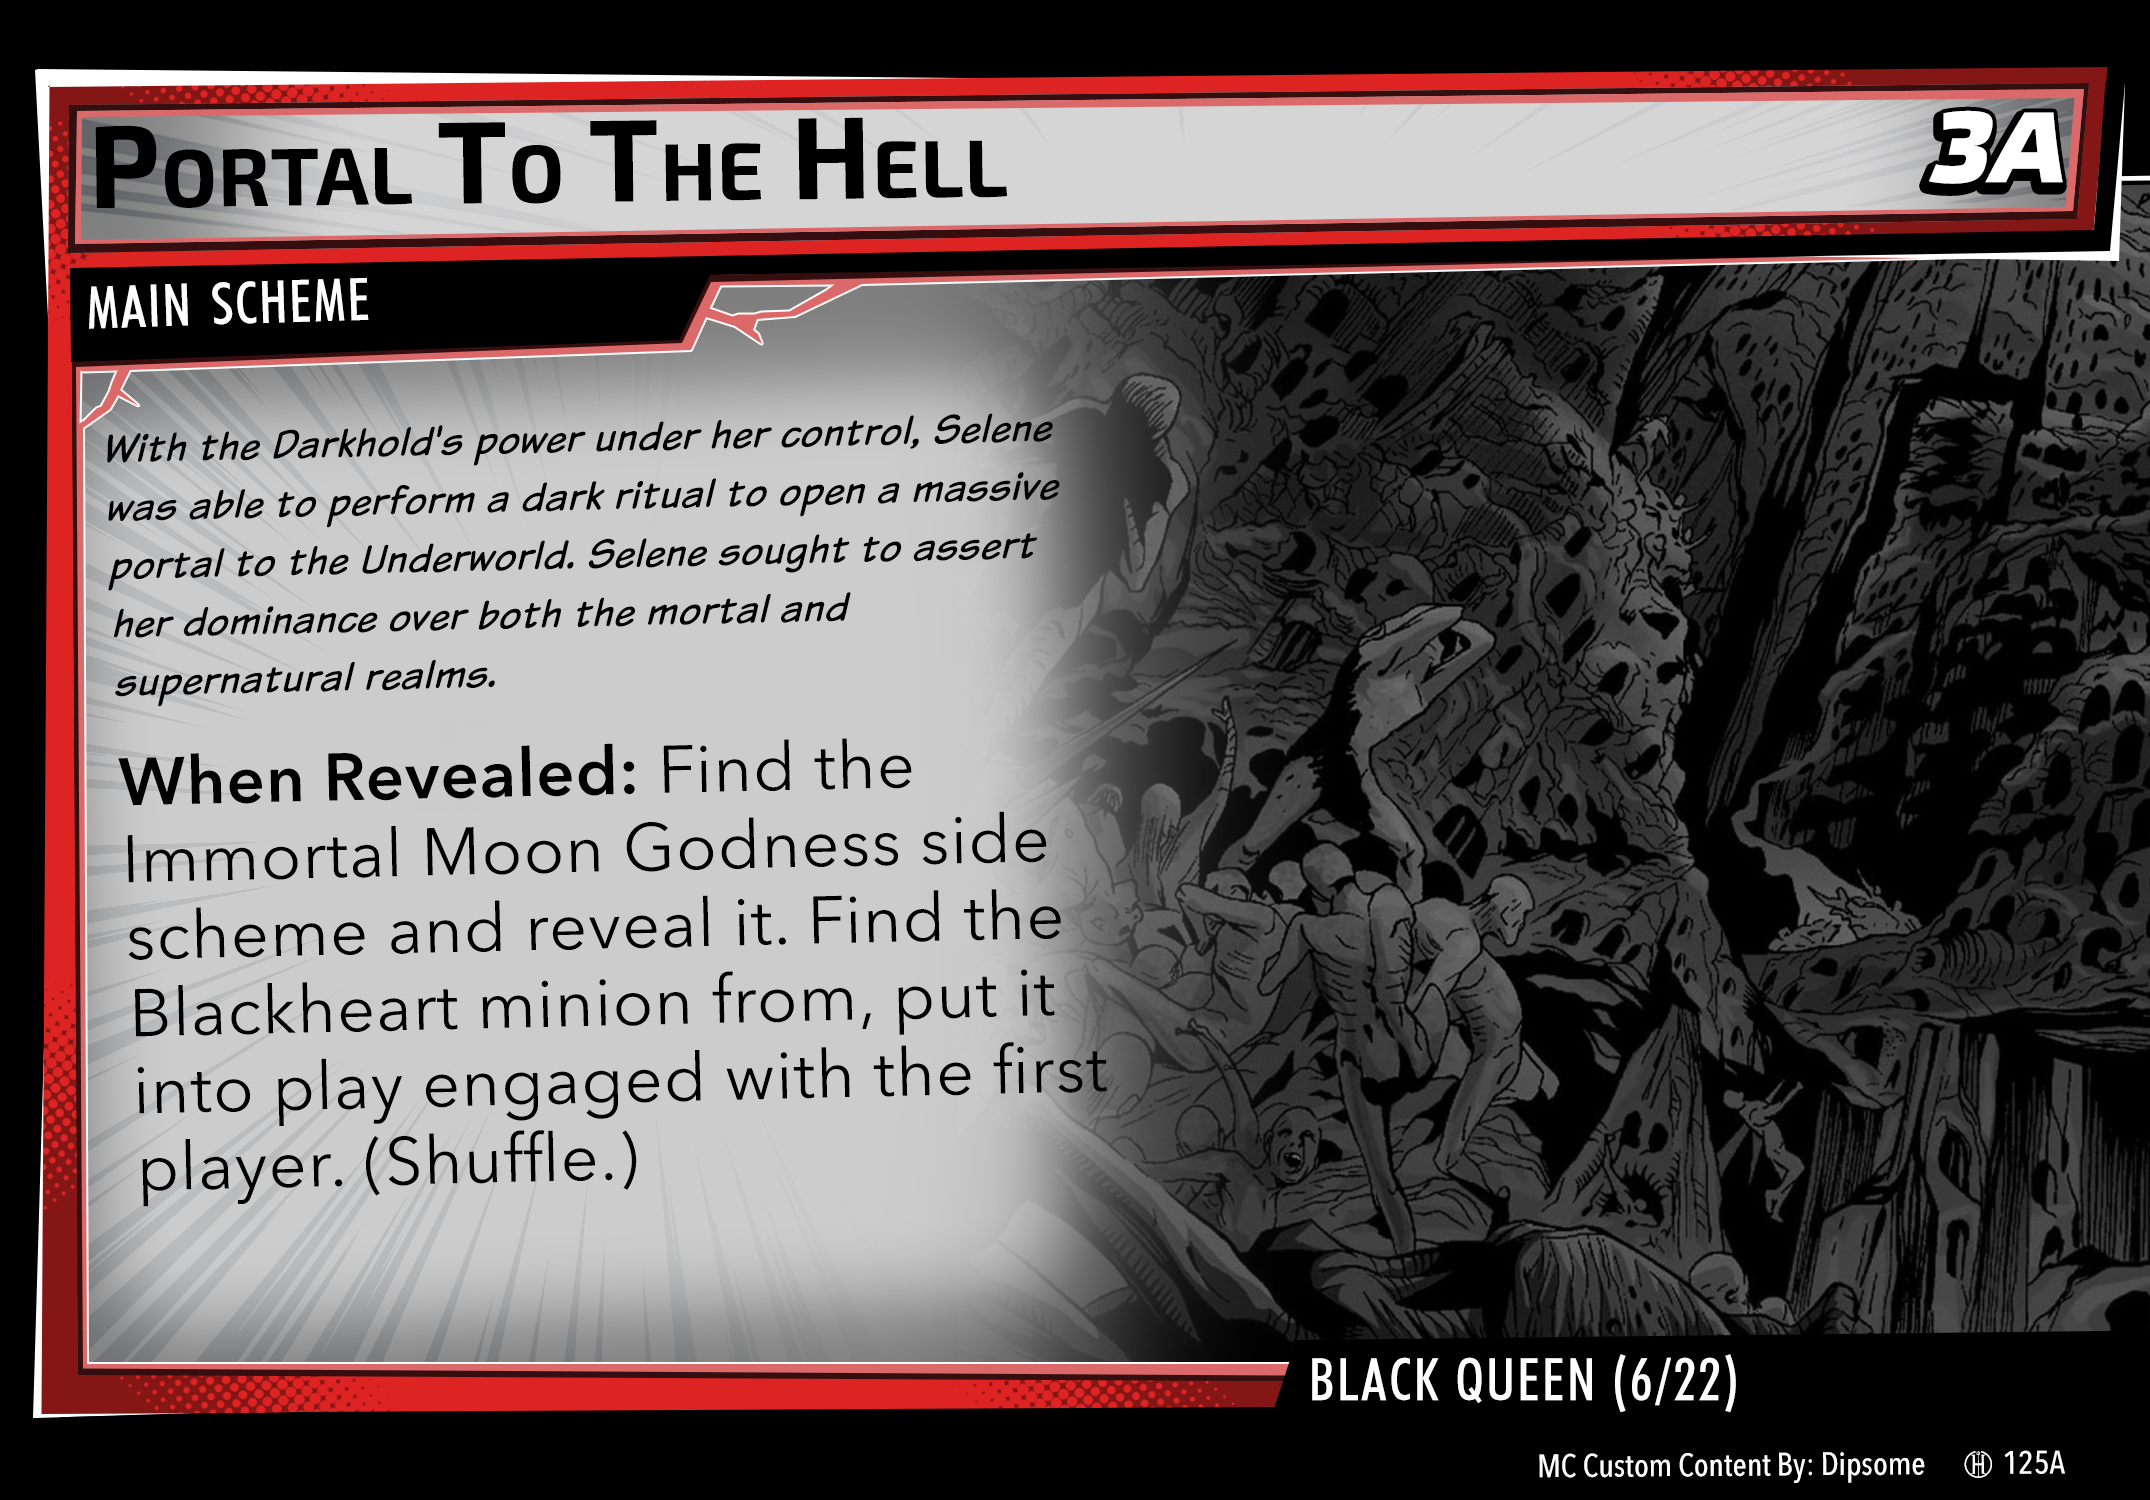 Portal To The Hell
3A
MAIN SCHEME
With the Darkhold's power under her control, Selene
was able to perform a dark ritual to open a massive
portal to the Underworld. Selene sought to assert
her dominance over both the mortal and
supernatural realms.
When Revealed: Find the
Immortal Moon Godness side
scheme and reveal it. Find the
Blackheart minion from, put it
into play engaged with the first
player. (Shuffle.)
BLACK QUEEN (6/22)
MC Custom Content By: Dipsome 125A